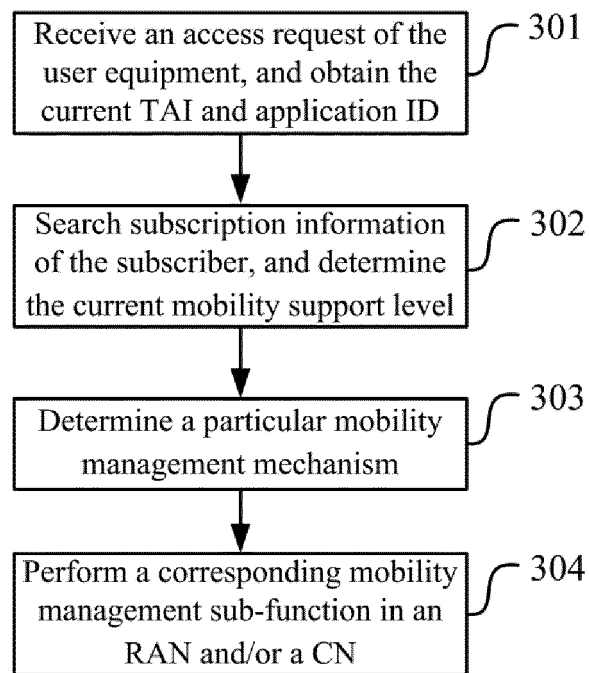 Receive an access request of the
user equipment, and obtain the
current TAI and application ID
301
Search subscription information
of the subscriber, and determine
the current mobility support level
302
Determine a particular mobility
management mechanism
303
Perform a corresponding mobility
management sub-function in an
RAN and/or a CN
304